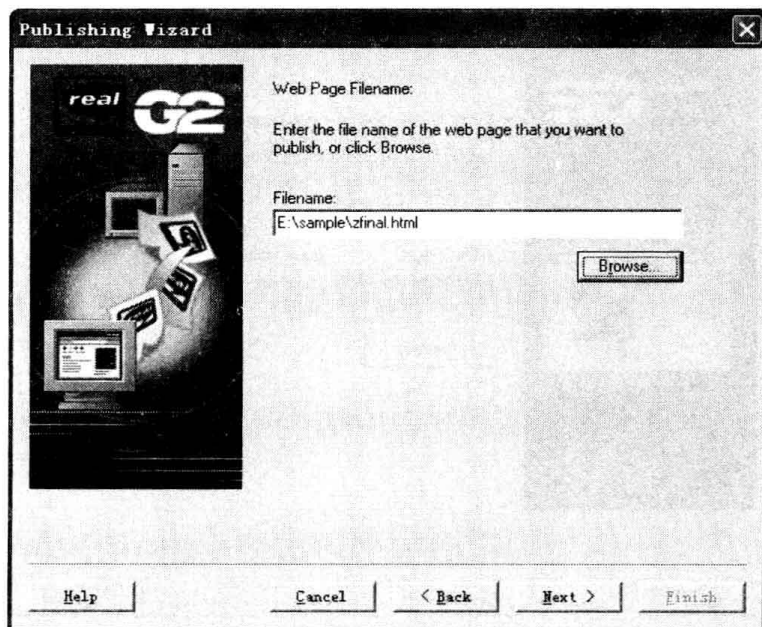 Publishing Wizard
real G2
Web Page Filename:
Enter the file name of the web page that you want to
publish, or click Browse.
Filename:
E:\sample\zfinal.html
Browse...
Help Cancel < Back Next > Finish